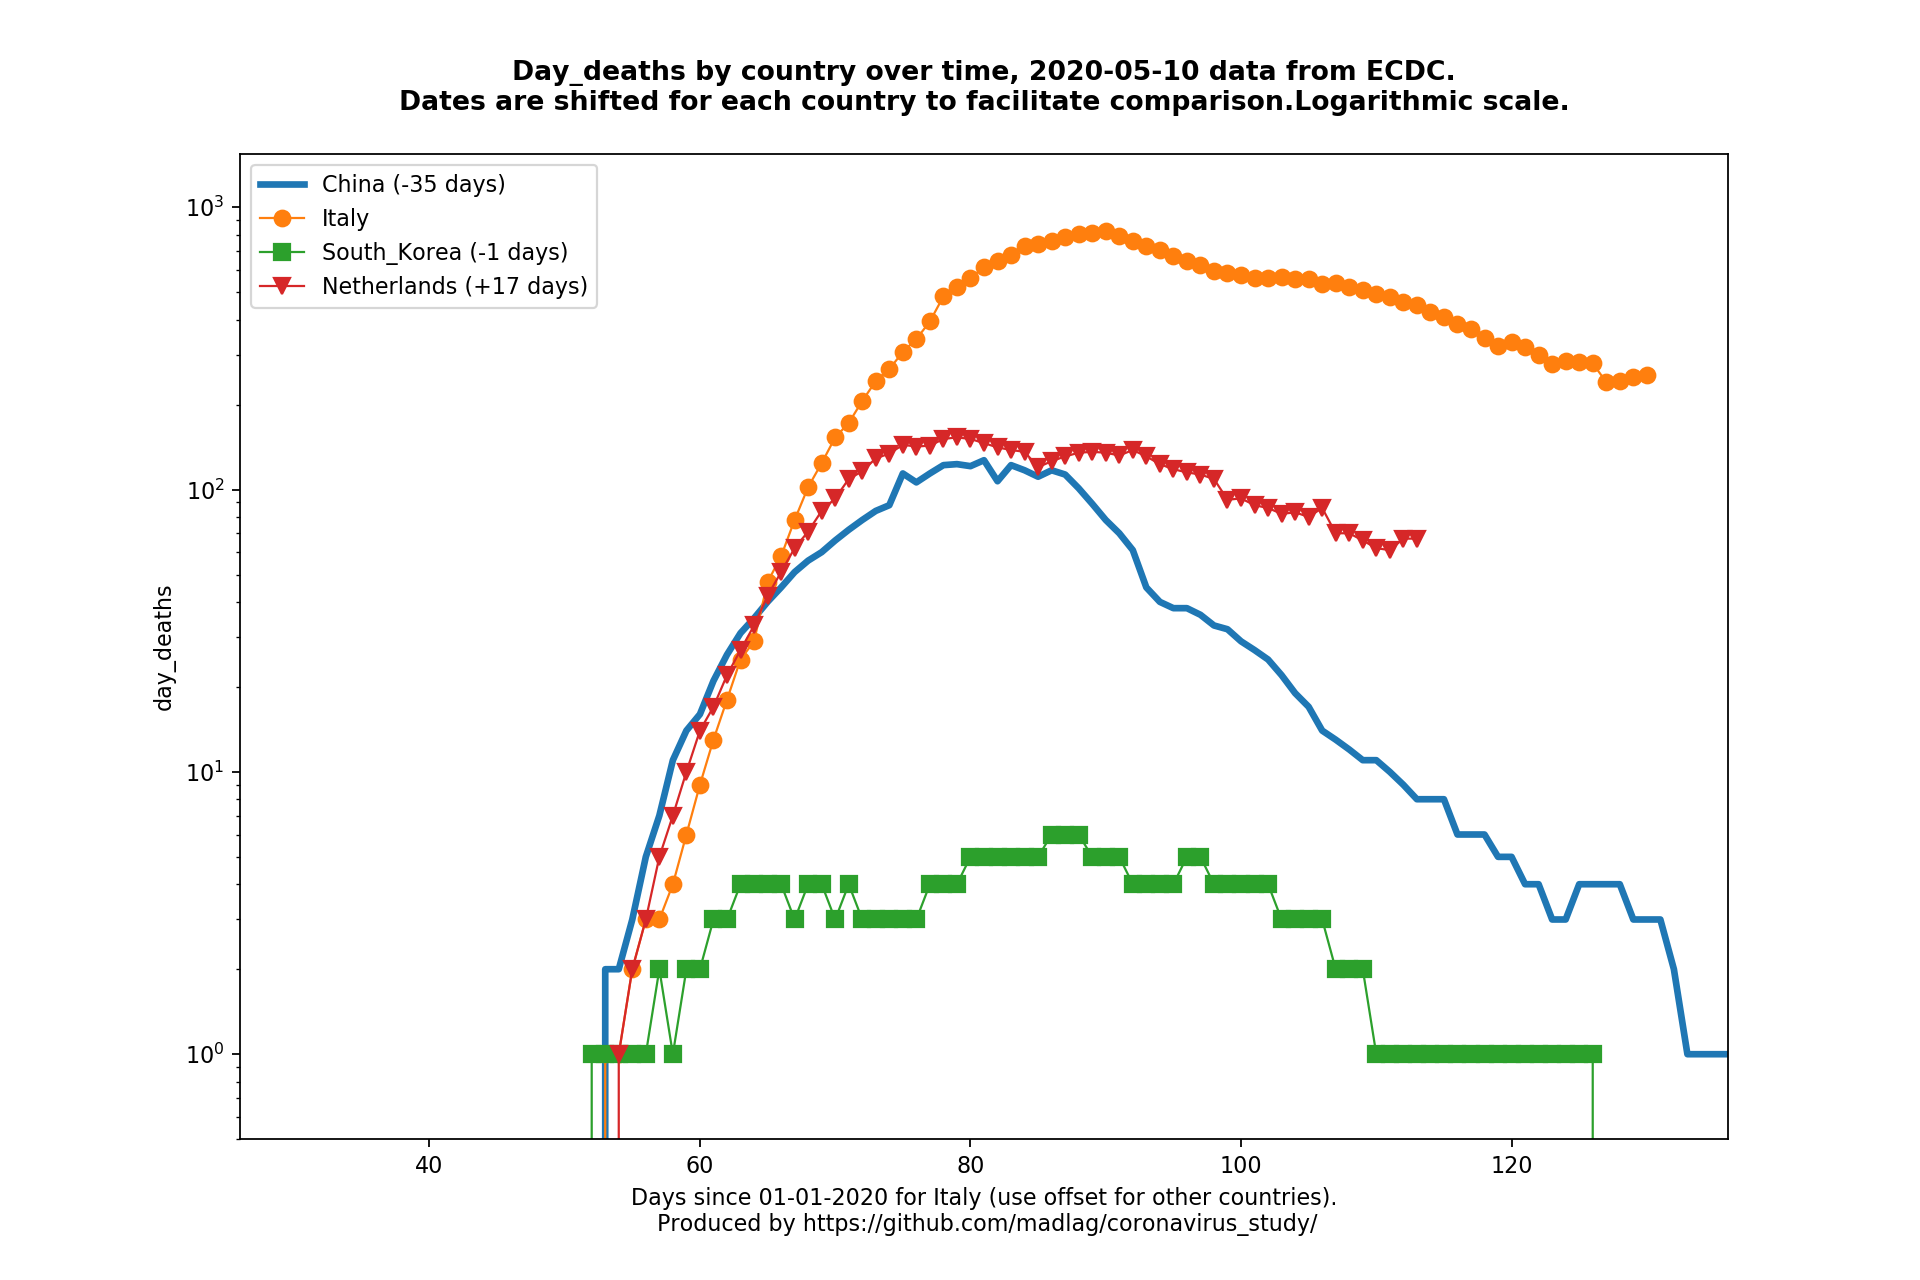 Day_deaths by country over time, 2020-05-10 data from ECDC.
Dates are shifted for each country to facilitate comparison.Logarithmic scale.
China (-35 days)
Italy
South_Korea (-1 days)
Netherlands (+17 days)
10³
10²
10¹
10⁰
day_deaths
40 60 80 100 120
Days since 01-01-2020 for Italy (use offset for other countries).
Produced by https://github.com/madlag/coronavirus_study/